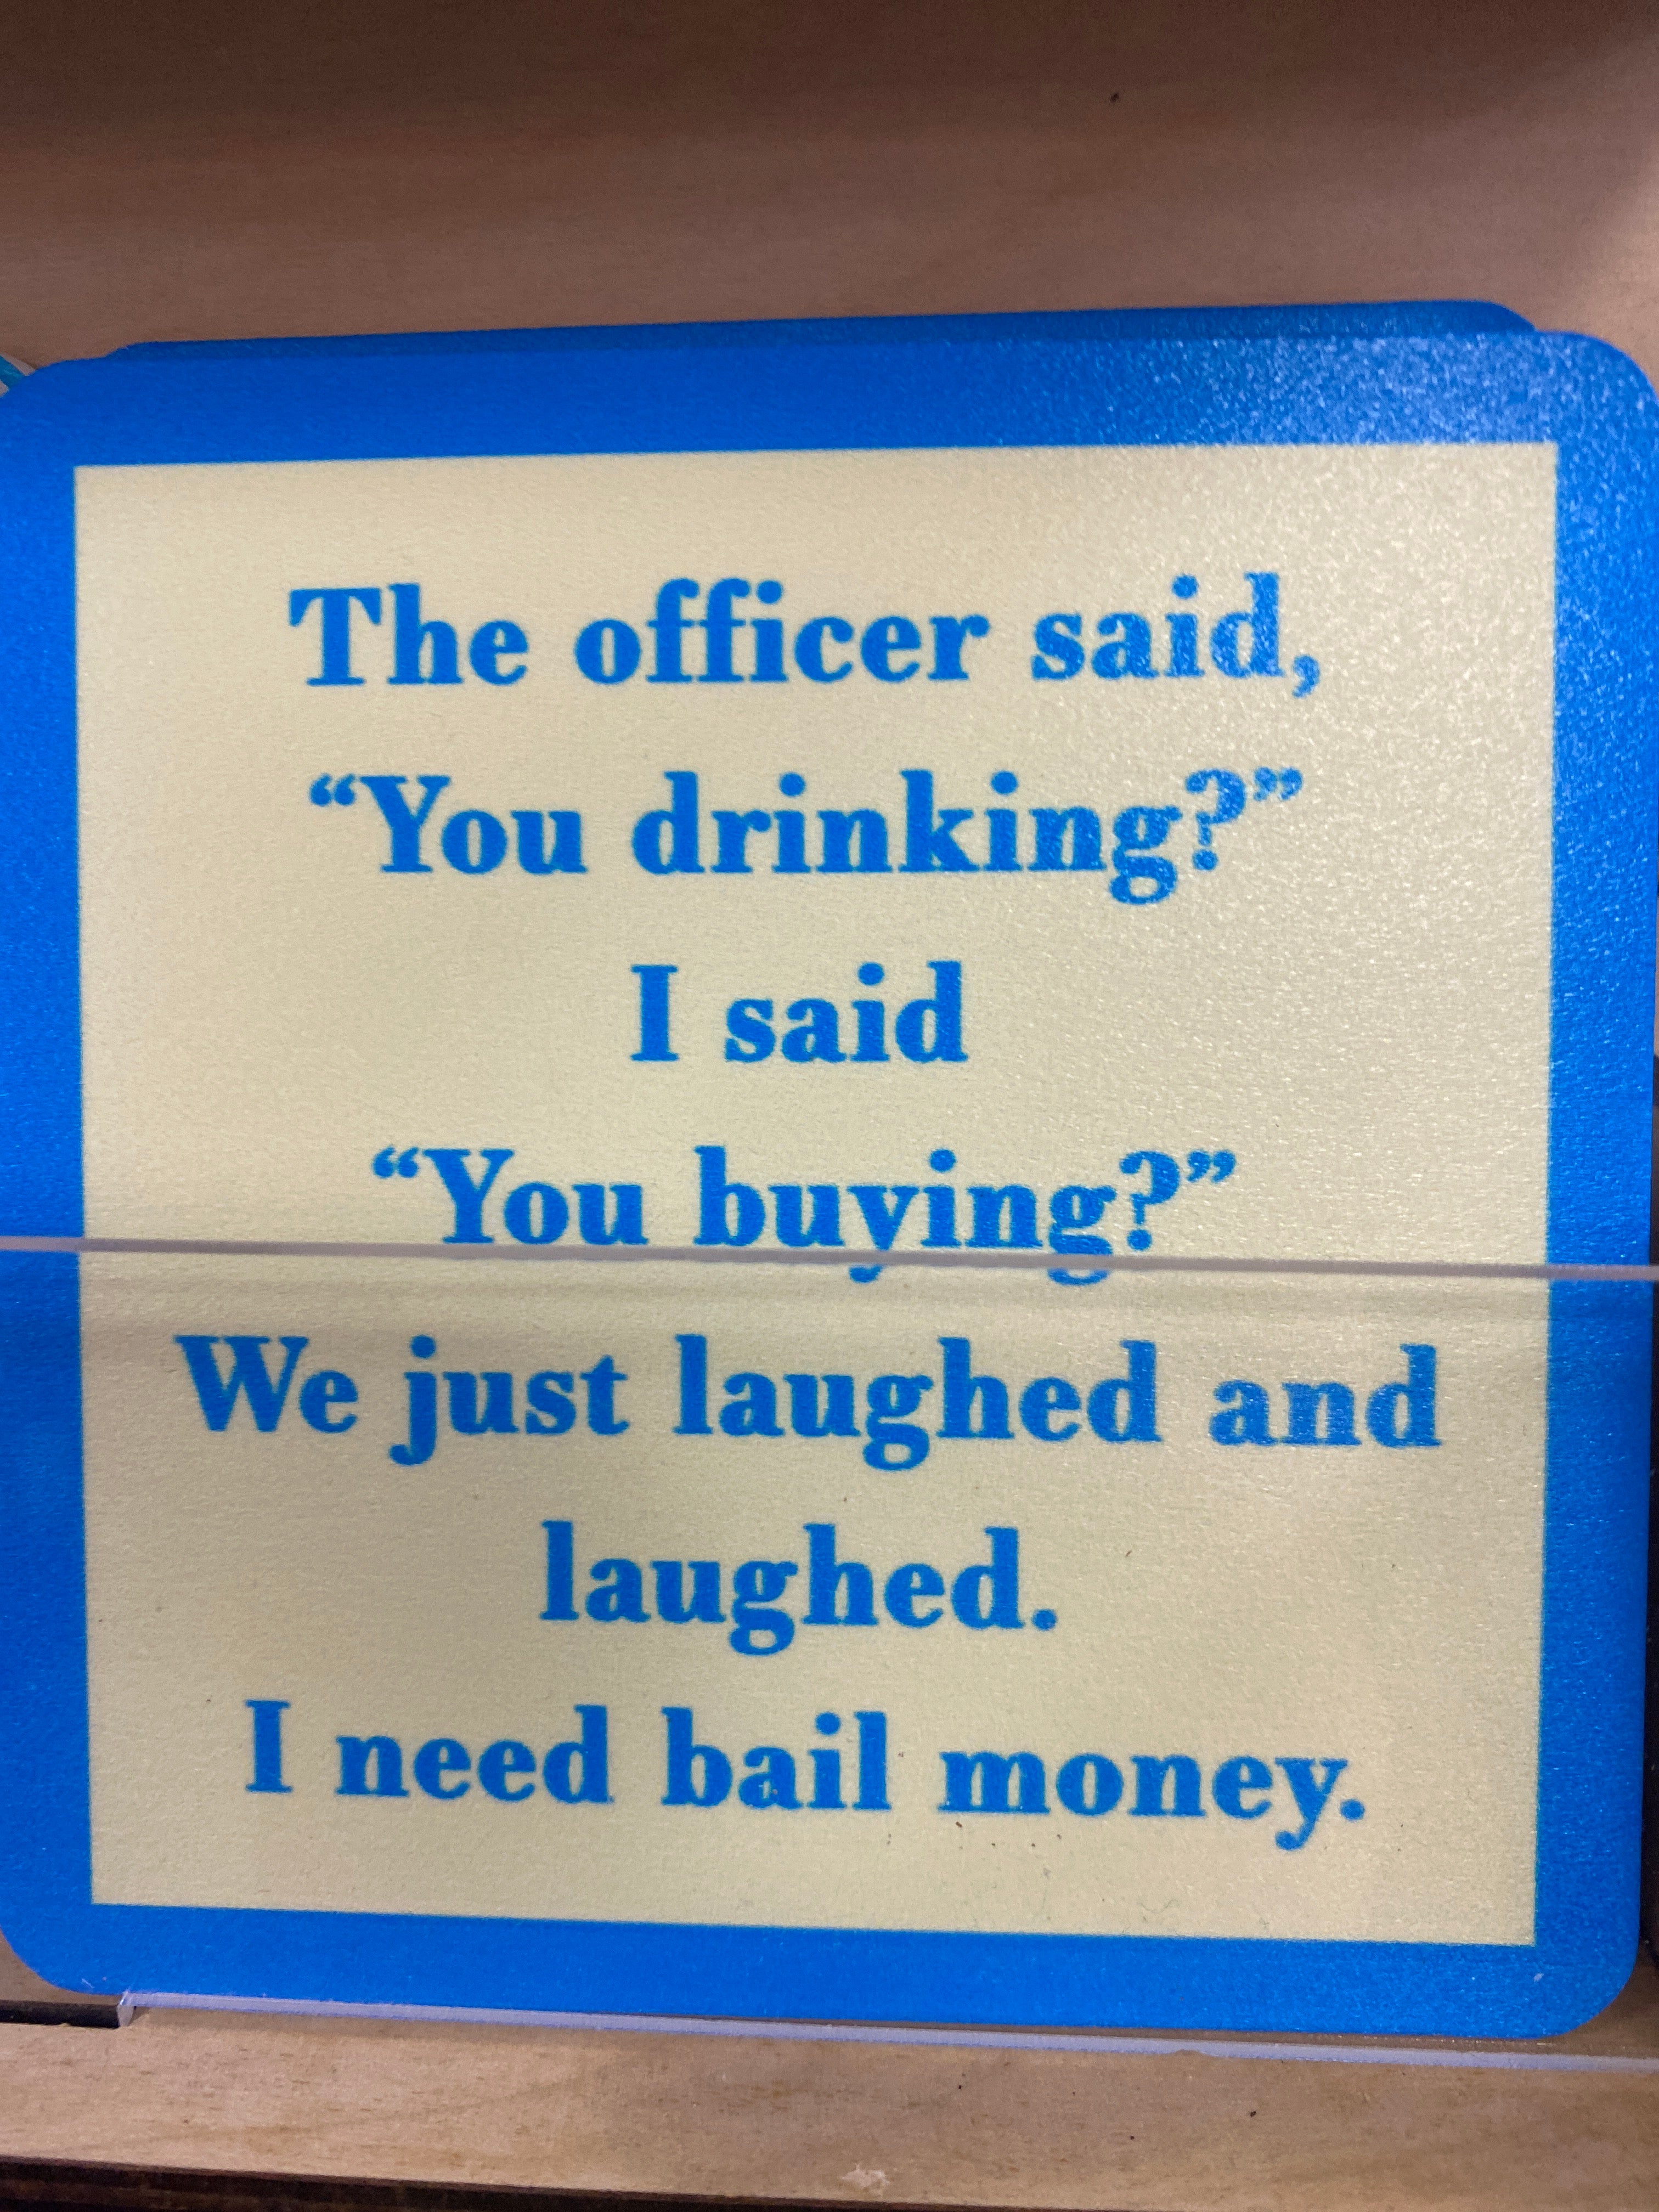 The officer said,
“You drinking?”
I said
“You buying?”
We just laughed and
laughed.
I need bail money.